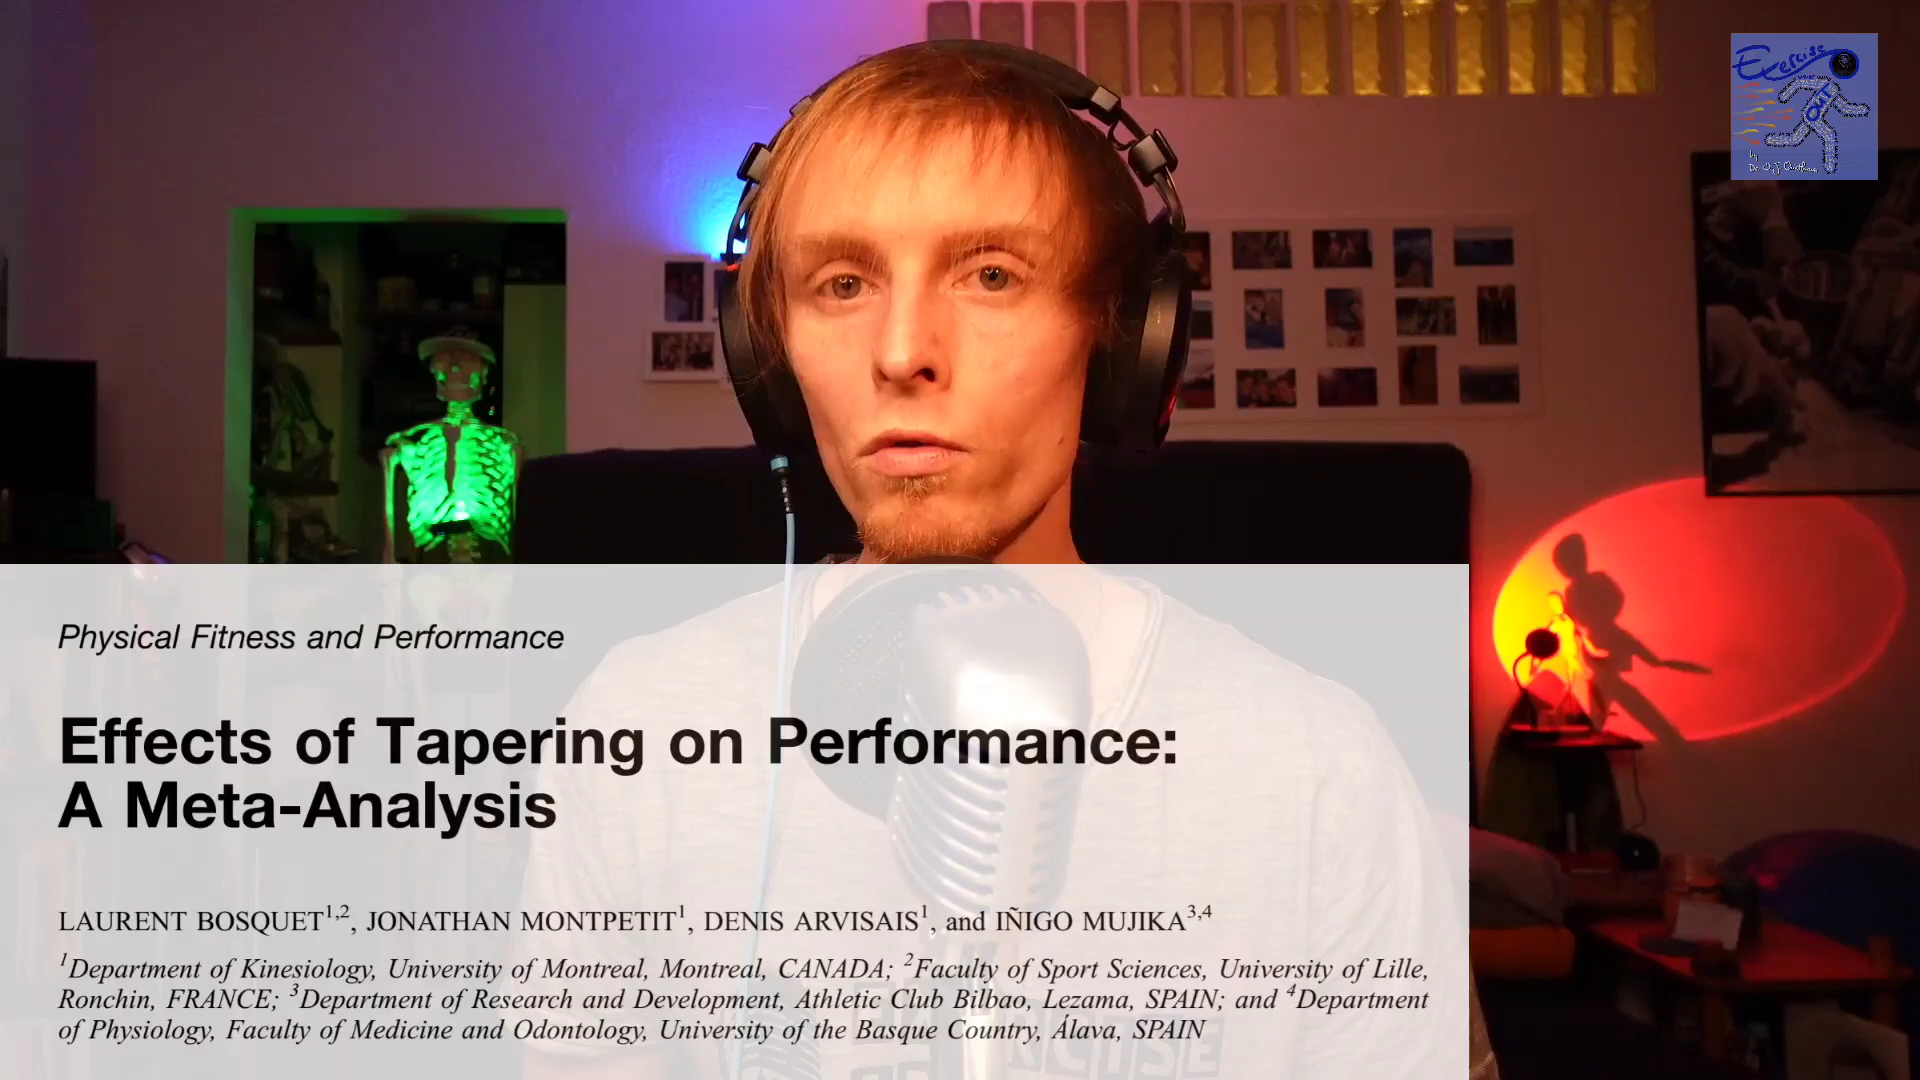 Exercise
OUT
by
Physical Fitness and Performance
Effects of Tapering on Performance:
A Meta-Analysis
LAURENT BOSQUET1,2, JONATHAN MONTPETIT1, DENIS ARVISAIS1, and IÑIGO MUJIKA3,4
1Department of Kinesiology, University of Montreal, Montreal, CANADA; 2Faculty of Sport Sciences, University of Lille,
Ronchin, FRANCE; 3Department of Research and Development, Athletic Club Bilbao, Lezama, SPAIN; and 4Department
of Physiology, Faculty of Medicine and Odontology, University of the Basque Country, Álava, SPAIN